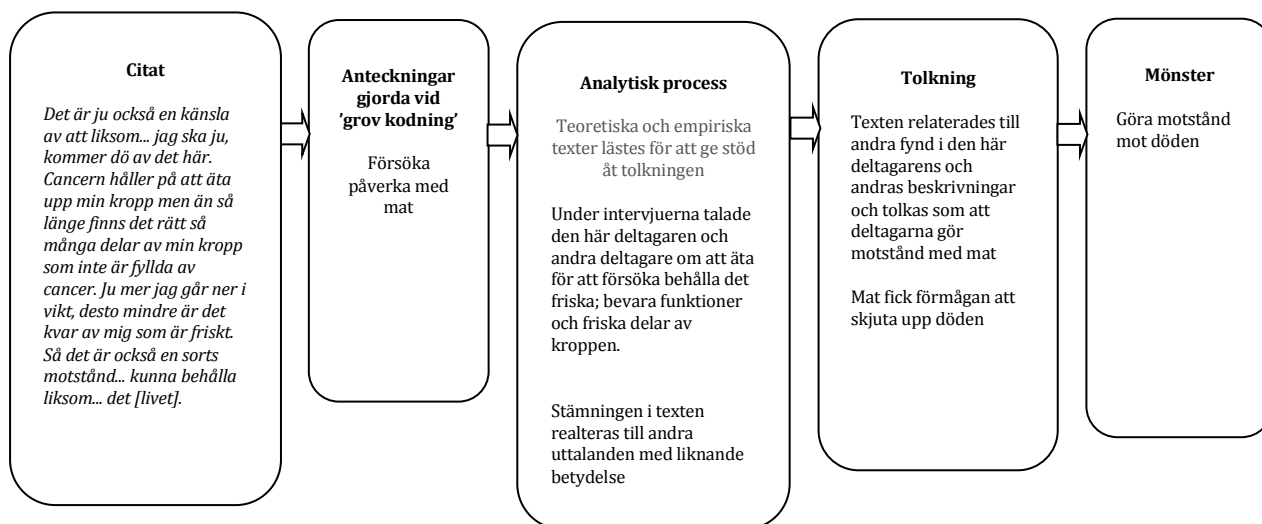 Citat
Det är ju också en känsla
av att liksom... jag ska ju,
kommer dö av det här.
Cancern håller på att äta
upp min kropp men än så
länge finns det rätt så
många delar av min kropp
som inte är fyllda av
cancer. Ju mer jag går ner i
vikt, desto mindre är det
kvar av mig som är friskt.
Så det är också en sorts
motstånd... kunna behålla
liksom... det [livet].
Anteckningar
gjorda vid
’grov kodning’
Försöka
påverka med
mat
Analytisk process
Teoretiska och empiriska
texter lästes för att ge stöd
åt tolkningen
Under intervjuerna talade
den här deltagaren och
andra deltagare om att äta
för att försöka behålla det
friska; bevara funktioner
och friska delar av
kroppen.
Stämningen i texten
realteras till andra
uttalanden med liknande
betydelse
Tolkning
Texten relaterades till
andra fynd i den här
deltagarens och
andras beskrivningar
och tolkas som att
deltagarna gör
motstånd med mat
Mat fick förmågan att
skjuta upp döden
Mönster
Göra motstånd
mot döden